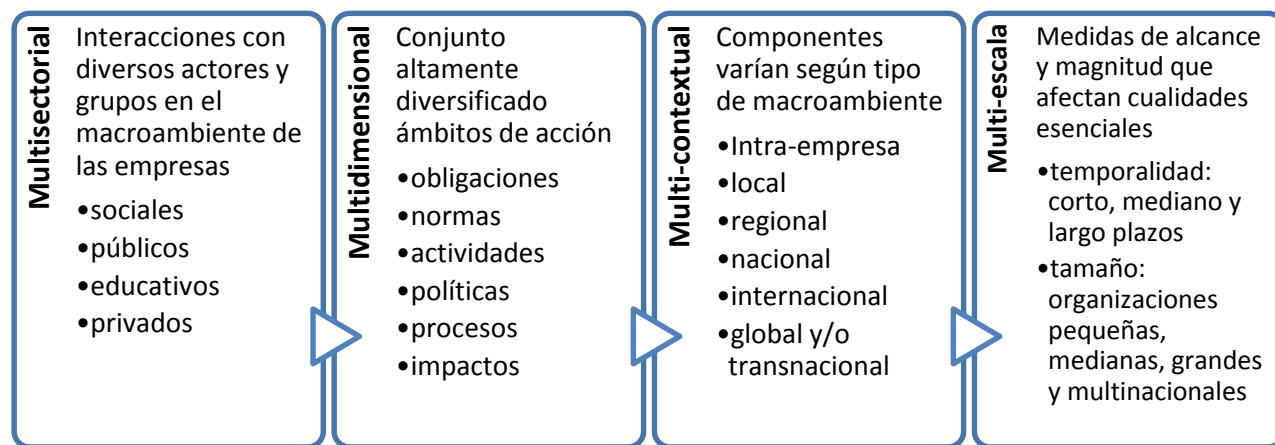 Multisectorial
Interacciones con
diversos actores y
grupos en el
macroambiente de
las empresas
•sociales
•públicos
•educativos
•privados
Multidimensional
Conjunto
altamente
diversificado
ámbitos de acción
•obligaciones
•normas
•actividades
•políticas
•procesos
•impactos
Multi-contextual
Componentes
varían según tipo
de macroambiente
•Intra-empresa
•local
•regional
•nacional
•internacional
•global y/o
transnacional
Multi-escala
Medidas de alcance
y magnitud que
afectan cualidades
esenciales
•temporalidad:
corto, mediano y
largo plazos
•tamaño:
organizaciones
pequeñas,
medianas, grandes
y multinacionales